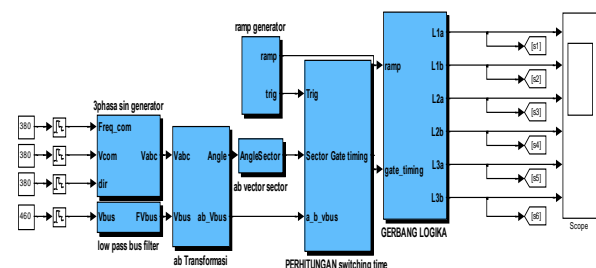 ramp generator
ramp
trig
3phasa sin generator
380
Freq_com
380
Vcom
Vabc
380
dir
460
Vbus
FVbus
low pass bus filter
Vabc
Angle
Vbus
ab_Vbus
ab Transformasi
AngleSector
ab vector sector
Trig
Sector Gate timing
a_b_vbus
PERHITUNGAN switching time
ramp
gate_timing
L1a
L1b
L2a
L2b
L3a
L3b
GERBANG LOGIKA
[s1]
[s2]
[s3]
[s4]
[s5]
[s6]
Scope